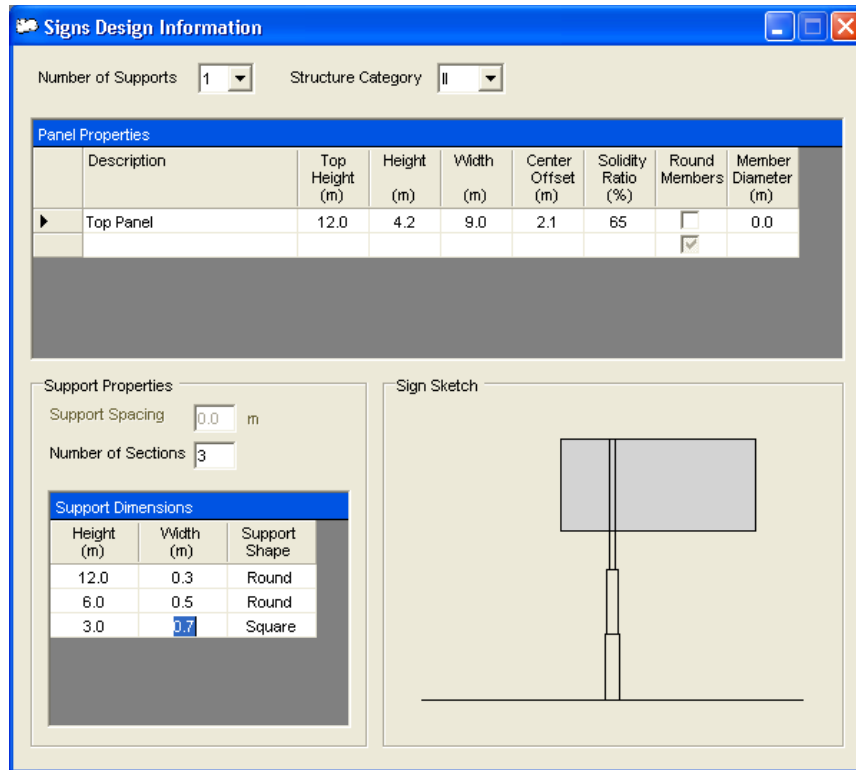 Signs Design Information
Number of Supports 1 Structure Category II
Panel Properties
Description Top Height (m) Height (m) Width (m) Center Offset (m) Solidity Ratio (%) Round Members Member Diameter (m)
Top Panel 12.0 4.2 9.0 2.1 65 0.0
Support Properties
Support Spacing 0.0 m
Number of Sections 3
Support Dimensions
Height (m) Width (m) Support Shape
12.0 0.3 Round
6.0 0.5 Round
3.0 0.7 Square
Sign Sketch